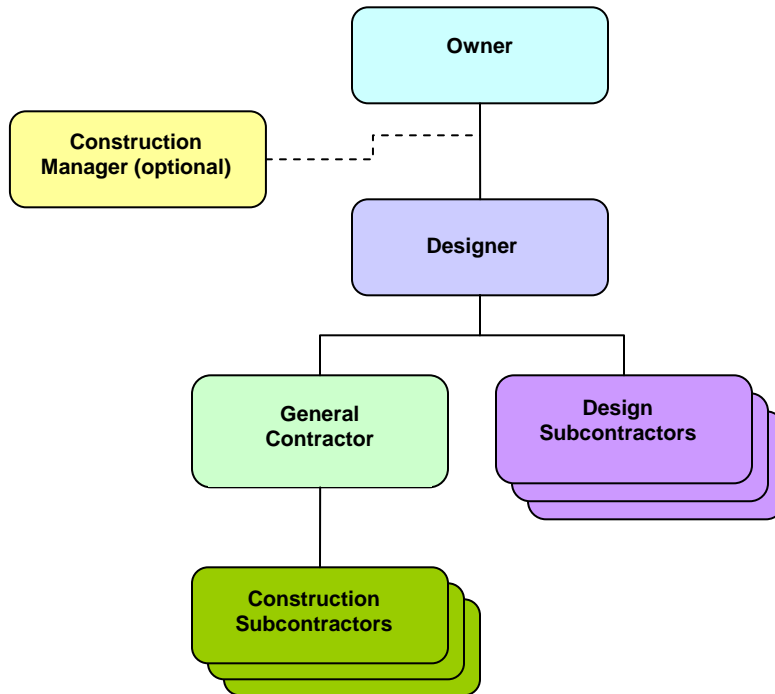 Owner
Construction
Manager (optional)
Designer
General
Contractor
Design
Subcontractors
Construction
Subcontractors